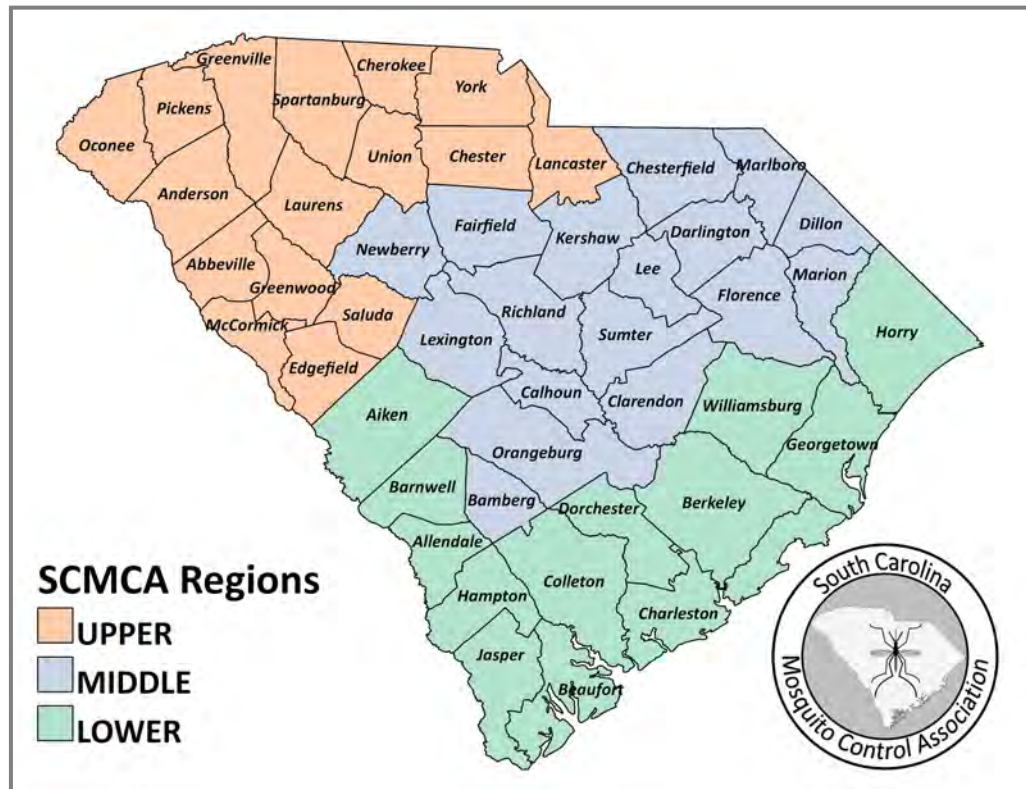 Greenville
Cherokee
York
Pickens
Spartanburg
Oconee
Union
Chester
Lancaster
Chesterfield
Marlboro
Anderson
Laurens
Fairfield
Kershaw
Darlington
Dillon
Newberry
Abbeville
Greenwood
Lee
Marion
McCormick
Saluda
Richland
Florence
Horry
Lexington
Sumter
Edgefield
Calhoun
Clarendon
Williamsburg
Aiken
Georgetown
Orangeburg
Barnwell
Bamberg
Dorchester
Berkeley
Allendale
Colleton
Hampton
Charleston
Jasper
Beaufort
SCMCA Regions
UPPER
MIDDLE
LOWER
South Carolina
Mosquito Control Association